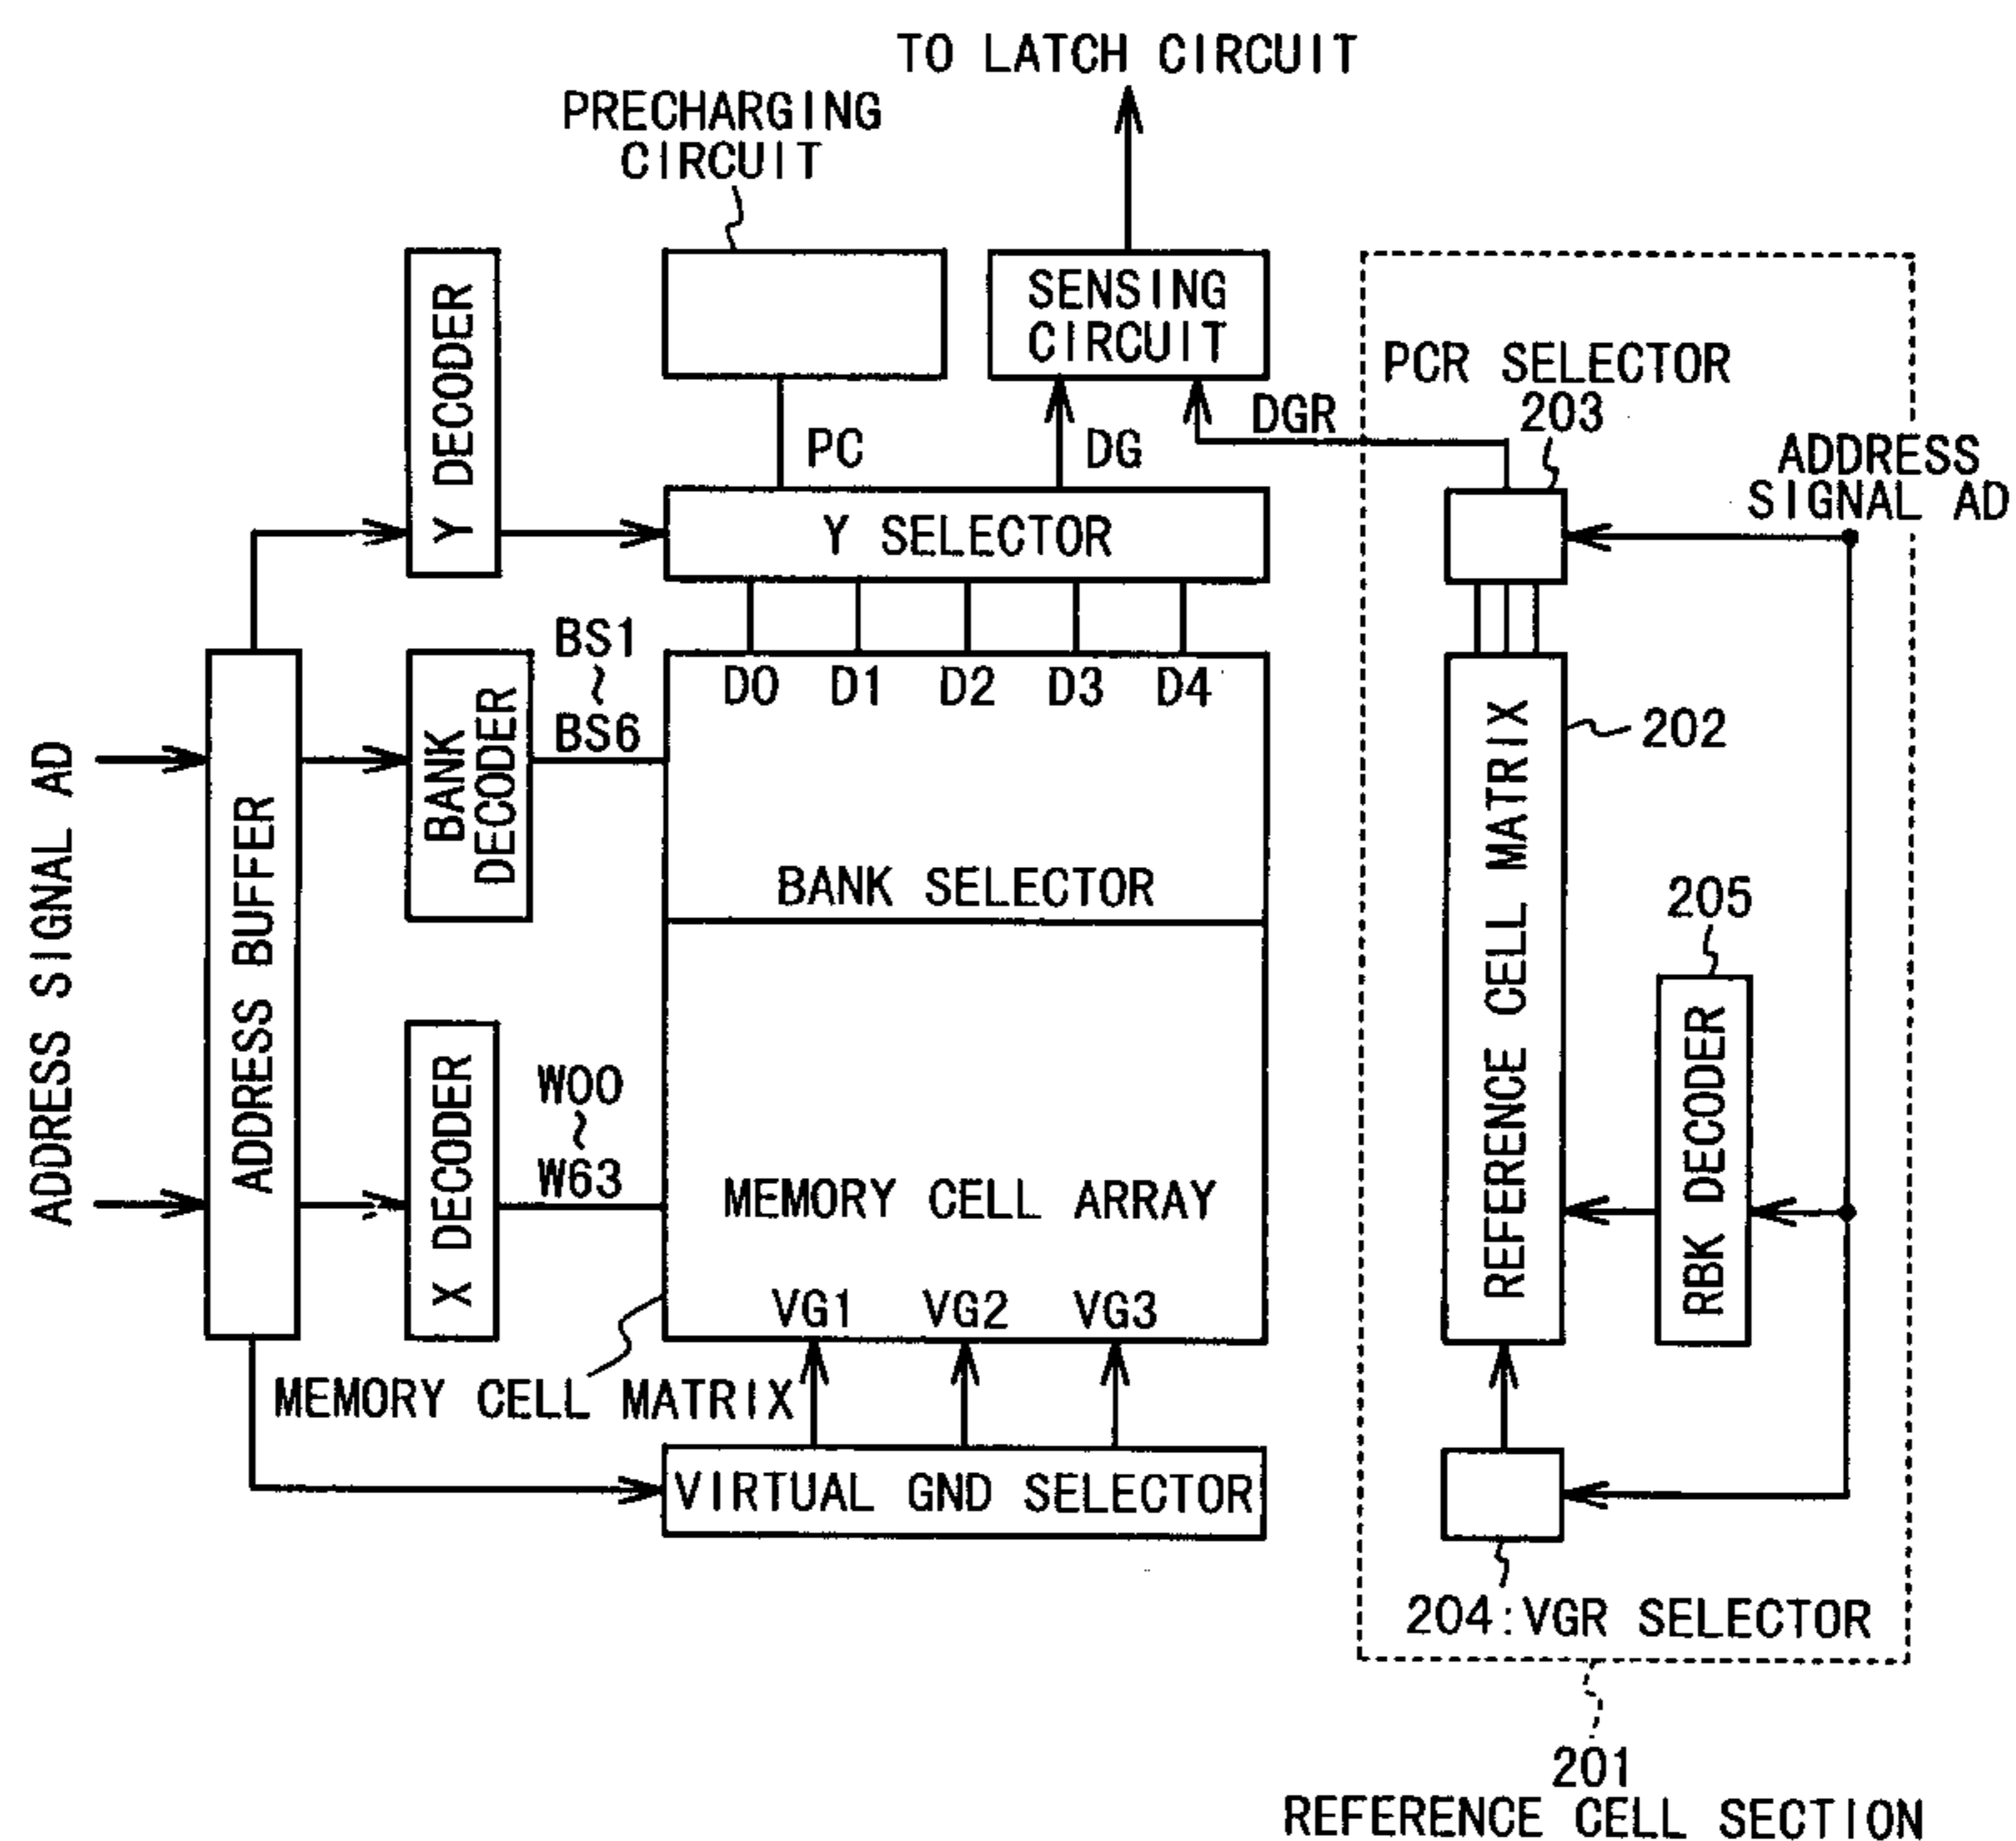 TO LATCH CIRCUIT
PRECHARGING
CIRCUIT
SENSING
CIRCUIT
Y DECODER
PC
DG
DGR
PCR SELECTOR
203
ADDRESS
SIGNAL AD
Y SELECTOR
BS1
~
BS6
D0 D1 D2 D3 D4
BANK
DECODER
BANK SELECTOR
ADDRESS SIGNAL AD
ADDRESS BUFFER
X DECODER
W00
~
W63
MEMORY CELL ARRAY
VG1 VG2 VG3
MEMORY CELL MATRIX
VIRTUAL GND SELECTOR
REFERENCE CELL MATRIX
202
205
RBK DECODER
204:VGR SELECTOR
201
REFERENCE CELL SECTION